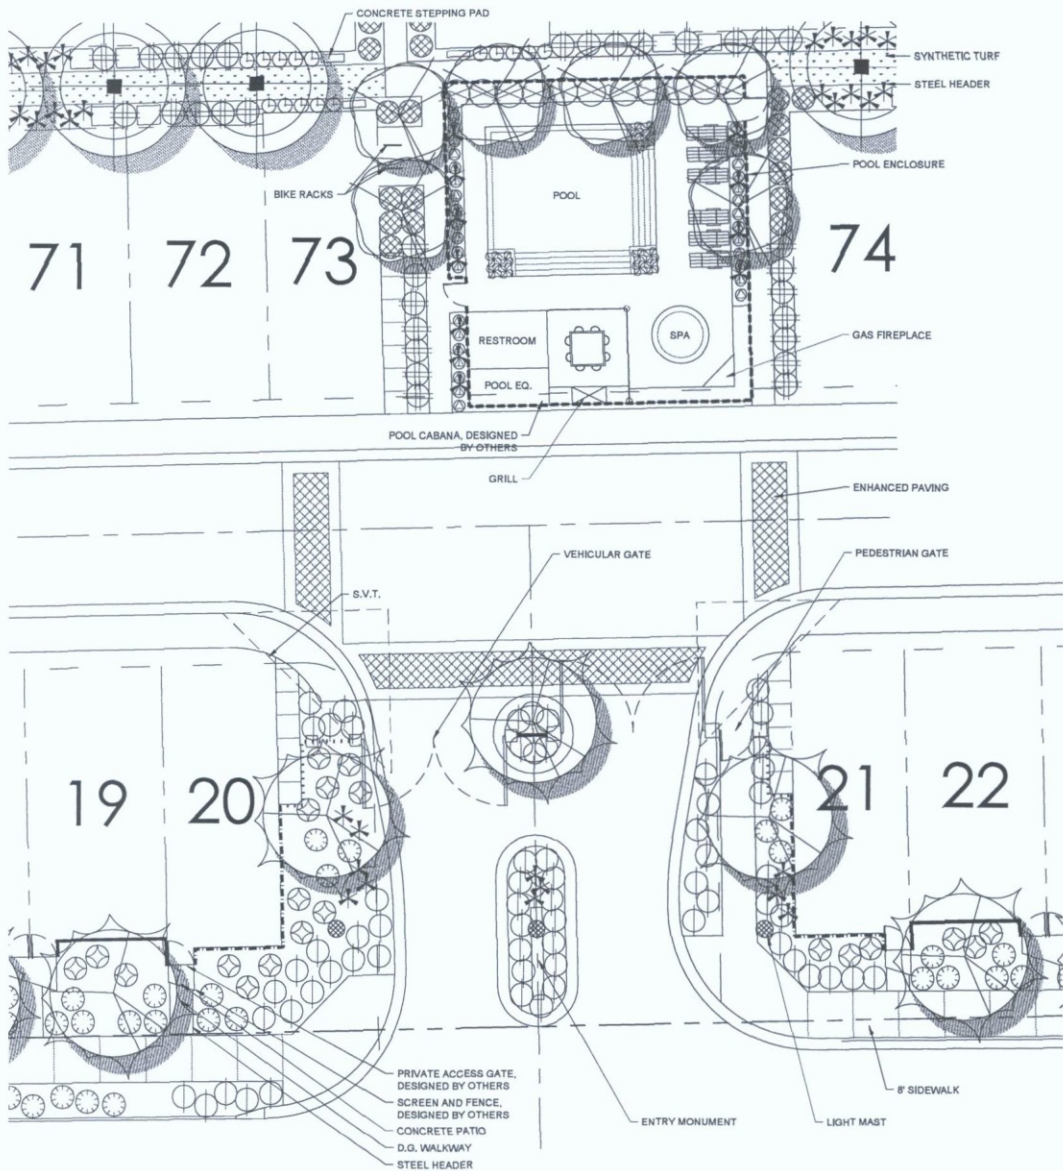 CONCRETE STEPPING PAD
SYNTHETIC TURF
STEEL HEADER
POOL ENCLOSURE
BIKE RACKS
POOL
71
72
73
74
RESTROOM
SPA
GAS FIREPLACE
POOL EQ.
POOL CABANA, DESIGNED
BY OTHERS
GRILL
ENHANCED PAVING
VEHICULAR GATE
PEDESTRIAN GATE
S.V.T.
19
20
21
22
PRIVATE ACCESS GATE,
DESIGNED BY OTHERS
SCREEN AND FENCE,
DESIGNED BY OTHERS
CONCRETE PATIO
D.G. WALKWAY
STEEL HEADER
ENTRY MONUMENT
LIGHT MAST
8' SIDEWALK